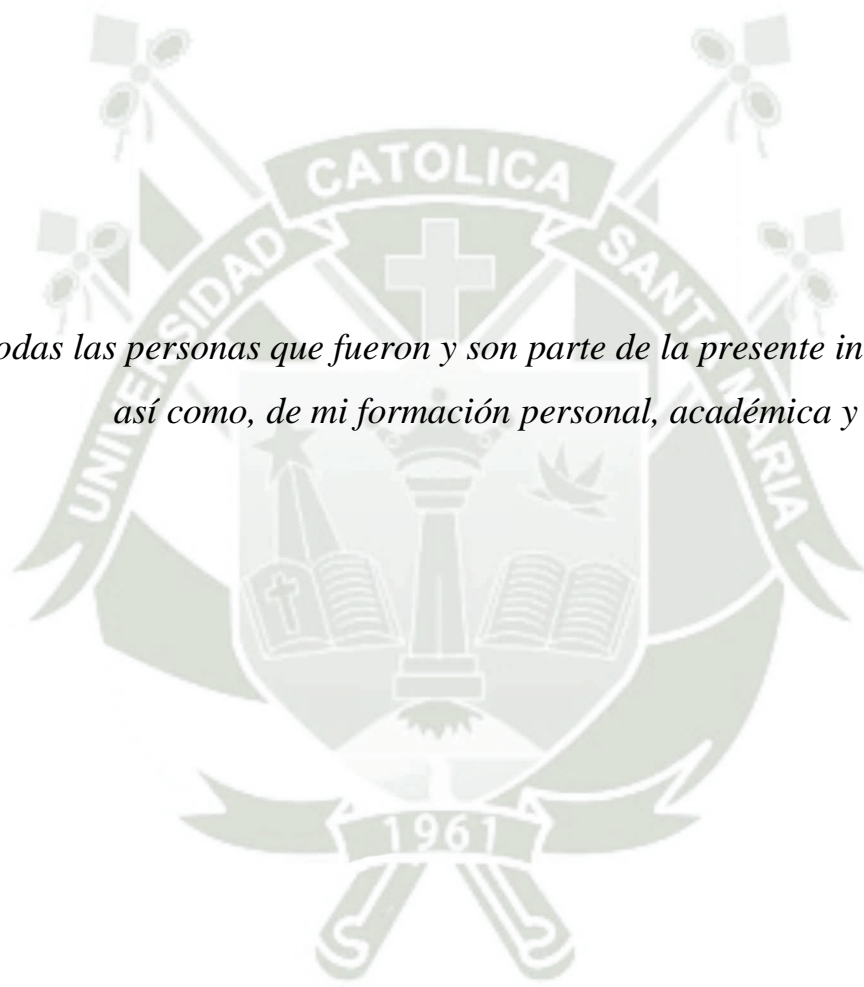 UNIVERSIDAD CATOLICA SANTA MARIA
odas las personas que fueron y son parte de la presente in
así como, de mi formación personal, académica y
1961